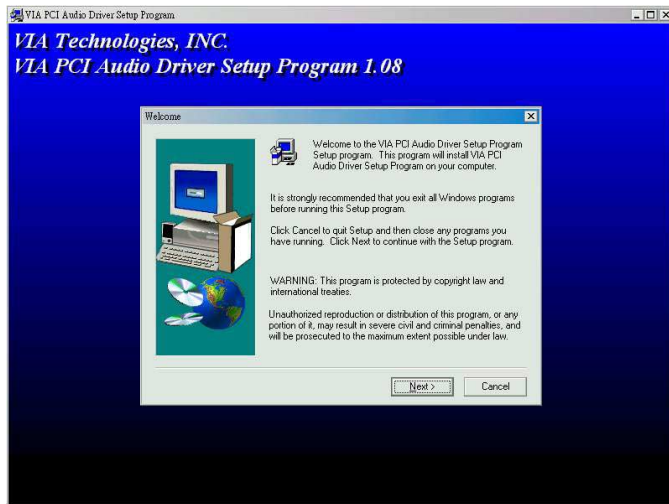 VIA PCI Audio Driver Setup Program
VIA Technologies, INC.
VIA PCI Audio Driver Setup Program 1.08
Welcome
Welcome to the VIA PCI Audio Driver Setup Program
Setup program. This program will install VIA PCI
Audio Driver Setup Program on your computer.
It is strongly recommended that you exit all Windows programs
before running this Setup program.
Click Cancel to quit Setup and then close any programs you
have running. Click Next to continue with the Setup program.
WARNING: This program is protected by copyright law and
international treaties.
Unauthorized reproduction or distribution of this program, or any
portion of it, may result in severe civil and criminal penalties, and
will be prosecuted to the maximum extent possible under law.
Next >
Cancel